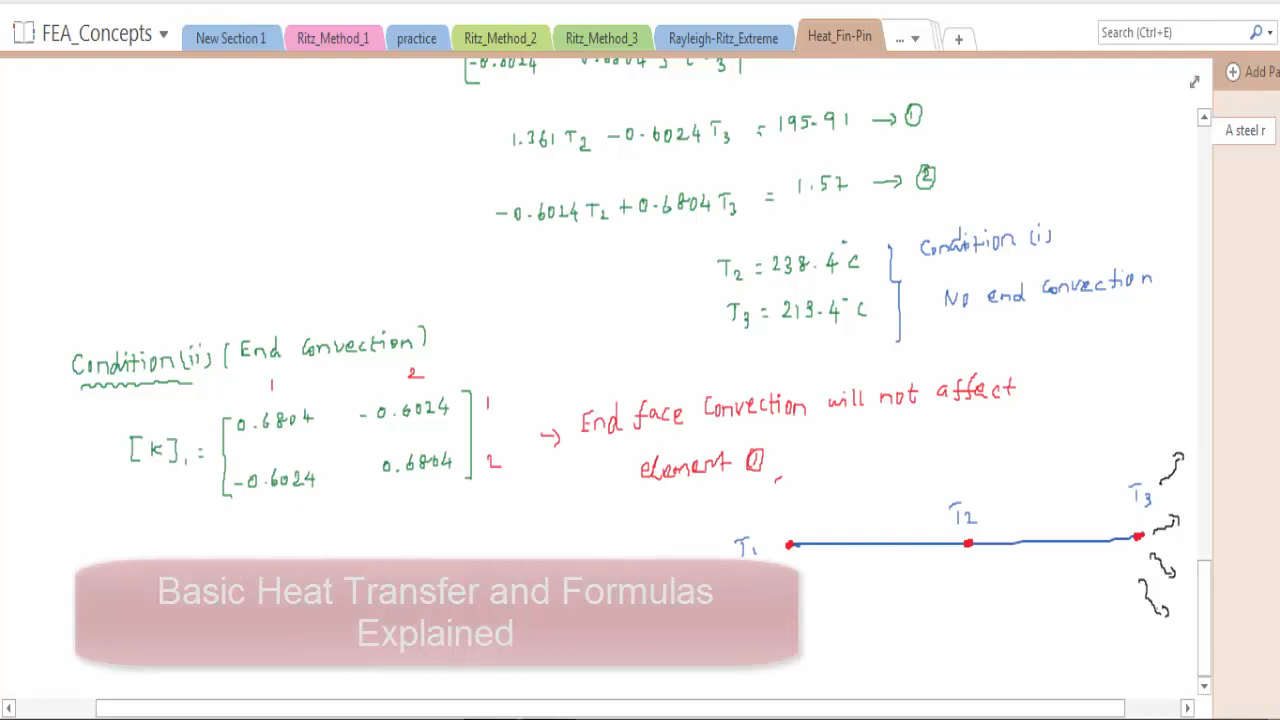 FEA_Concepts
New Section 1
Ritz_Method_1
practice
Ritz_Method_2
Ritz_Method_3
Rayleigh-Ritz_Extreme
Heat_Fin-Pin
...
+
Search (Ctrl+E)
Add Pa
A steel r
1.361 T2 - 0.6024 T3 = 195.91 → ①
-0.6024 T2 + 0.6804 T3 = 1.57 → ②
T2 = 238.4°C
T3 = 213.4°C
Condition (i)
No end convection
Condition (ii) (End Convection)
1 2
[K]1 = [0.6804 -0.6024] 1
[-0.6024 0.6804] 2
→ End face Convection will not affect
element ①,
T1 T2 T3
Basic Heat Transfer and Formulas
Explained